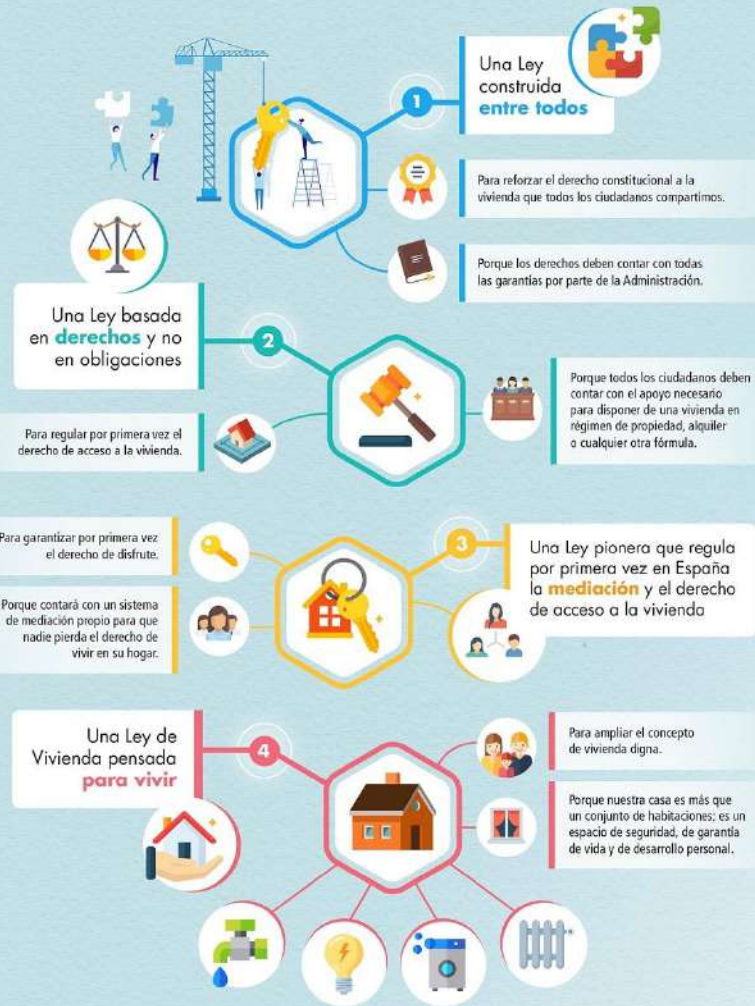 1
Una Ley
construida
entre todos
Para reforzar el derecho constitucional a la
vivienda que todos los ciudadanos compartimos.
Porque los derechos deben contar con todas
las garantías por parte de la Administración.
Una Ley basada
en derechos y no
en obligaciones
2
Para regular por primera vez el
derecho de acceso a la vivienda.
Porque todos los ciudadanos deben
contar con el apoyo necesario
para disponer de una vivienda en
régimen de propiedad, alquiler
o cualquier otra fórmula.
3
Una Ley pionera que regula
por primera vez en España
la mediación y el derecho
de acceso a la vivienda
Para garantizar por primera vez
el derecho de disfrute.
Porque contará con un sistema
de mediación propio para que
nadie pierda el derecho de
vivir en su hogar.
Una Ley de
Vivienda pensada
para vivir
4
Para ampliar el concepto
de vivienda digna.
Porque nuestra casa es más que
un conjunto de habitaciones; es un
espacio de seguridad, de garantía
de vida y de desarrollo personal.